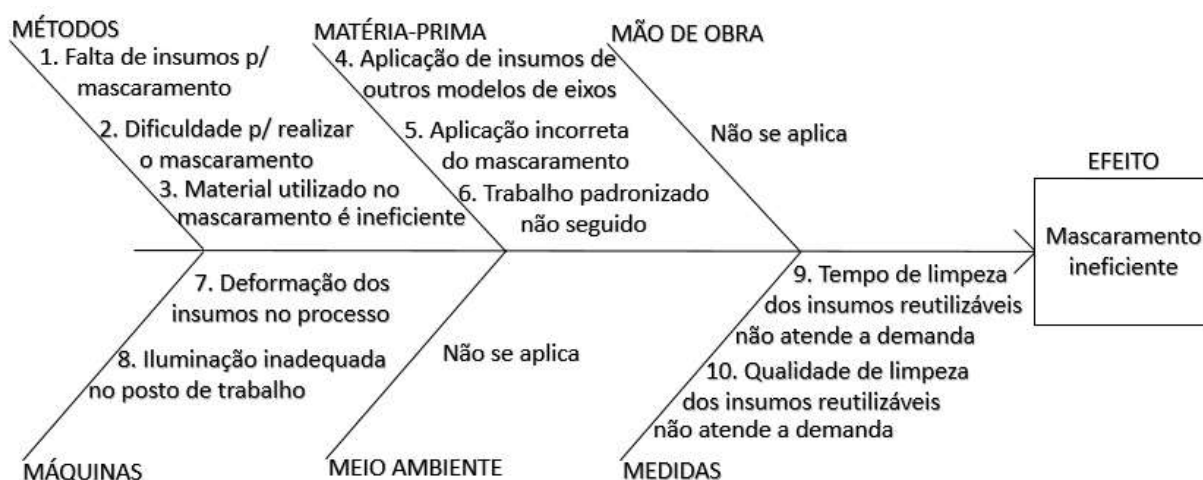 MÉTODOS
1. Falta de insumos p/
mascaramento
2. Dificuldade p/ realizar
o mascaramento
3. Material utilizado no
mascaramento é ineficiente
MATÉRIA-PRIMA
4. Aplicação de insumos de
outros modelos de eixos
5. Aplicação incorreta
do mascaramento
6. Trabalho padronizado
não seguido
MÃO DE OBRA
Não se aplica
EFEITO
Mascaramento
ineficiente
7. Deformação dos
insumos no processo
8. Iluminação inadequada
no posto de trabalho
MÁQUINAS
Não se aplica
MEIO AMBIENTE
9. Tempo de limpeza
dos insumos reutilizáveis
não atende a demanda
10. Qualidade de limpeza
dos insumos reutilizáveis
não atende a demanda
MEDIDAS